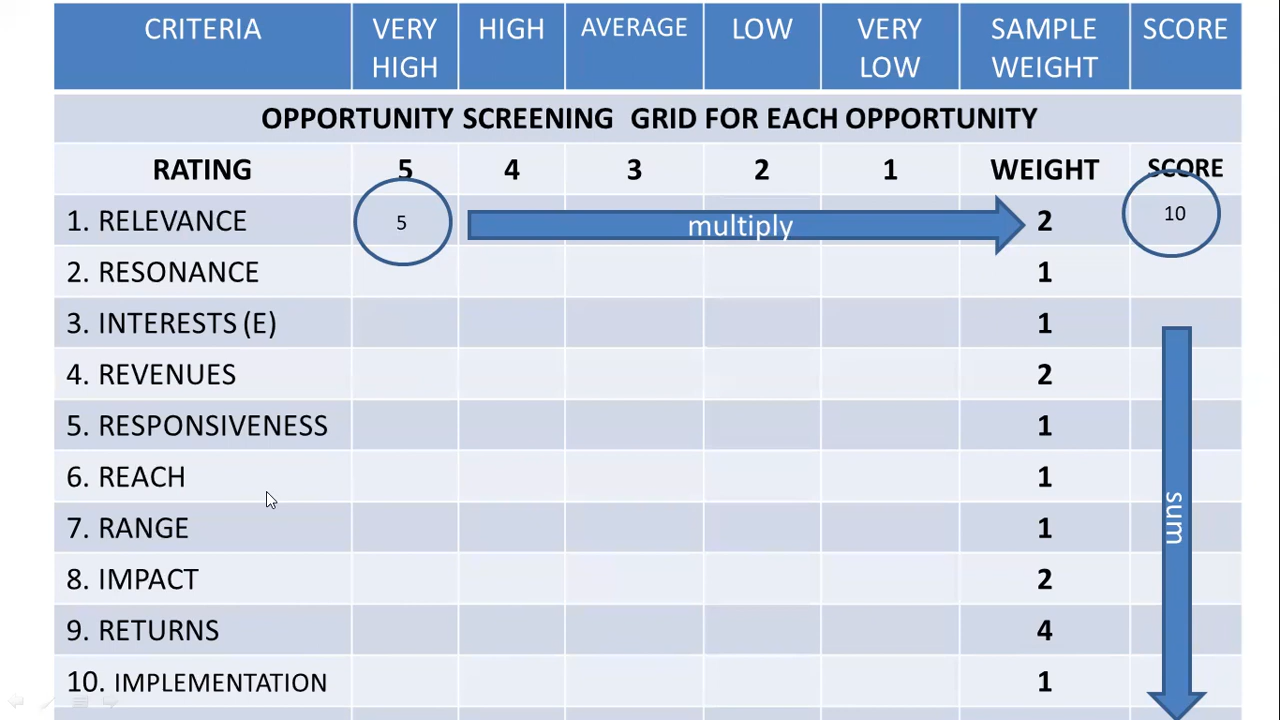 CRITERIA VERY HIGH HIGH AVERAGE LOW VERY LOW SAMPLE WEIGHT SCORE
OPPORTUNITY SCREENING GRID FOR EACH OPPORTUNITY
RATING 5 4 3 2 1 WEIGHT SCORE
1. RELEVANCE 5 multiply 2 10
2. RESONANCE 1
3. INTERESTS (E) 1
4. REVENUES 2
5. RESPONSIVENESS 1
6. REACH 1
7. RANGE 1
8. IMPACT 2
9. RETURNS 4
10. IMPLEMENTATION 1
sum